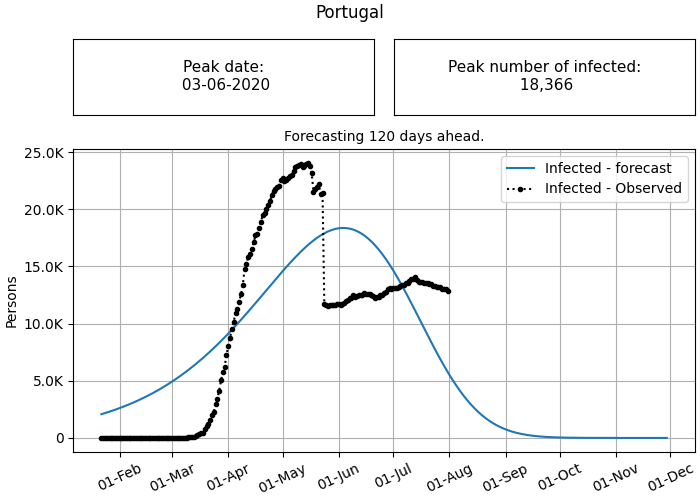 Portugal
Peak date:
03-06-2020
Peak number of infected:
18,366
Forecasting 120 days ahead.
Infected - forecast
Infected - Observed
25.0K
20.0K
15.0K
10.0K
5.0K
0
Persons
01-Feb
01-Mar
01-Apr
01-May
01-Jun
01-Jul
01-Aug
01-Sep
01-Oct
01-Nov
01-Dec